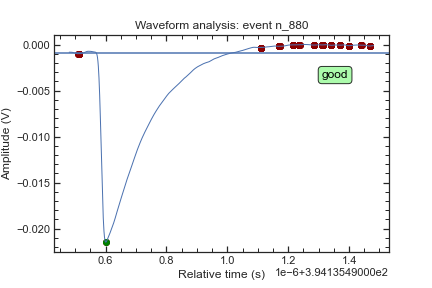 Waveform analysis: event n_880
0.000
−0.005
−0.010
−0.015
−0.020
Amplitude (V)
good
0.6
0.8
1.0
1.2
1.4
Relative time (s)
1e−6+3.9413549000e2